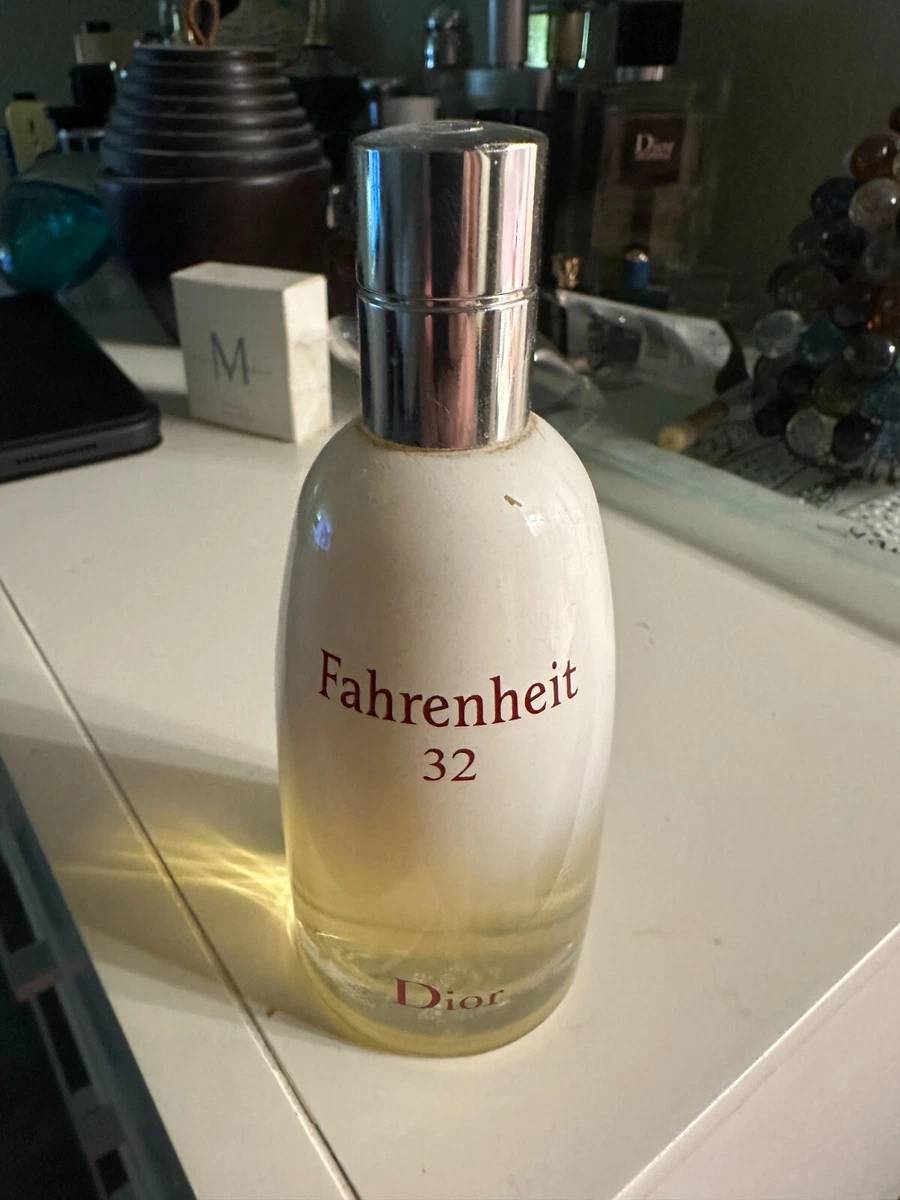 Dior
M
Fahrenheit
32
Dior